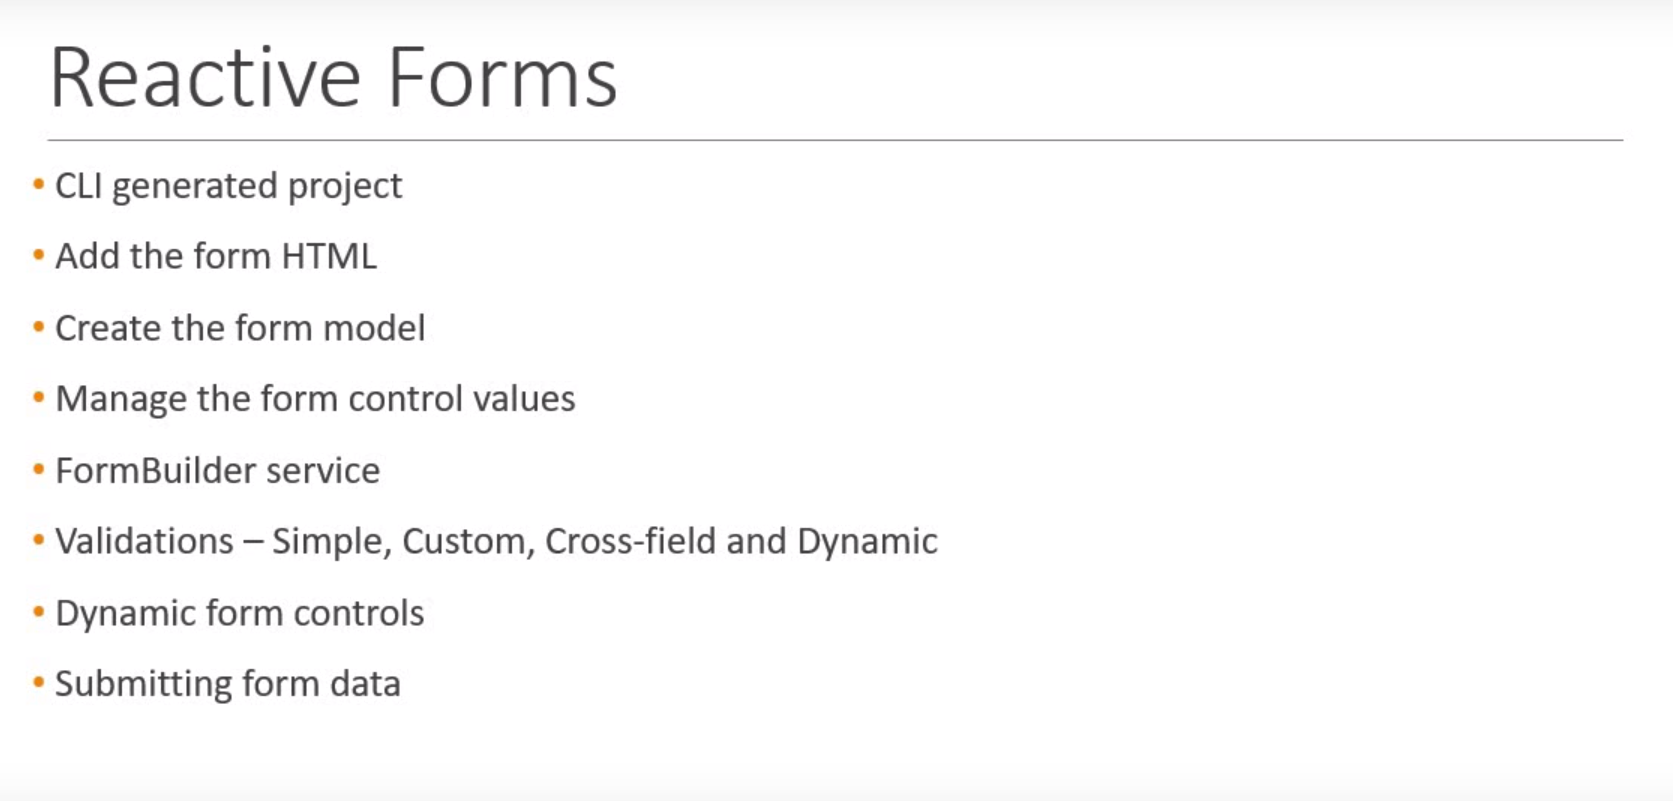 Reactive Forms
• CLI generated project
• Add the form HTML
• Create the form model
• Manage the form control values
• FormBuilder service
• Validations – Simple, Custom, Cross-field and Dynamic
• Dynamic form controls
• Submitting form data